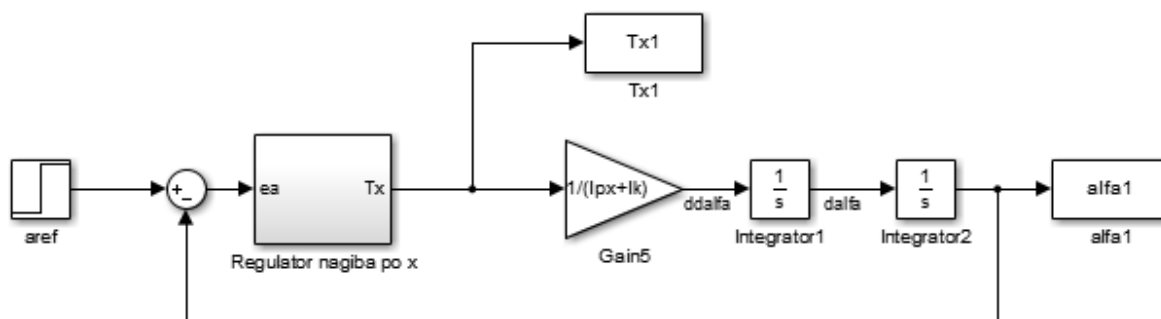 Tx1
Tx1
aref
+
−
ea
Tx
Regulator nagiba po x
1/(Ipx+Ik)
Gain5
ddalfa
1
s
Integrator1
dalfa
1
s
Integrator2
alfa1
alfa1